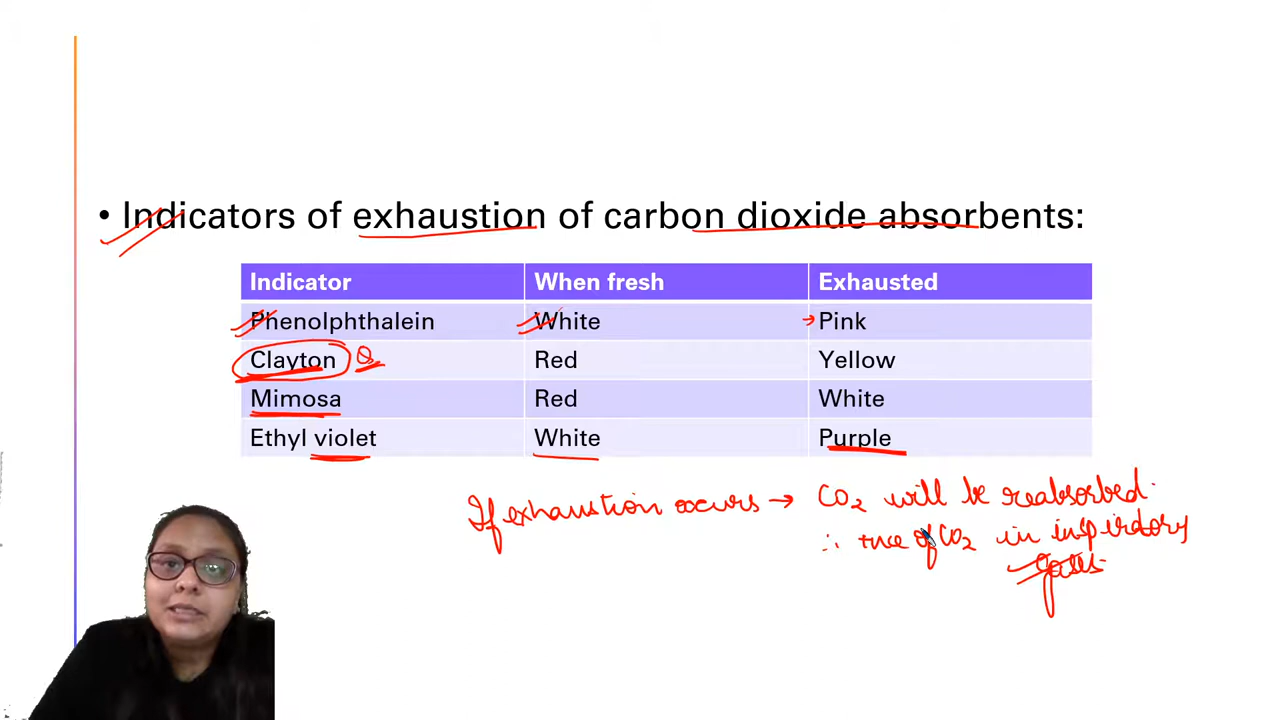 • Indicators of exhaustion of carbon dioxide absorbents:
Indicator When fresh Exhausted
Phenolphthalein White Pink
Clayton Q Red Yellow
Mimosa Red White
Ethyl violet White Purple
If exhaustion occurs → CO2 will be reabsorbed.
∴ of CO2 in inspiratory
gases